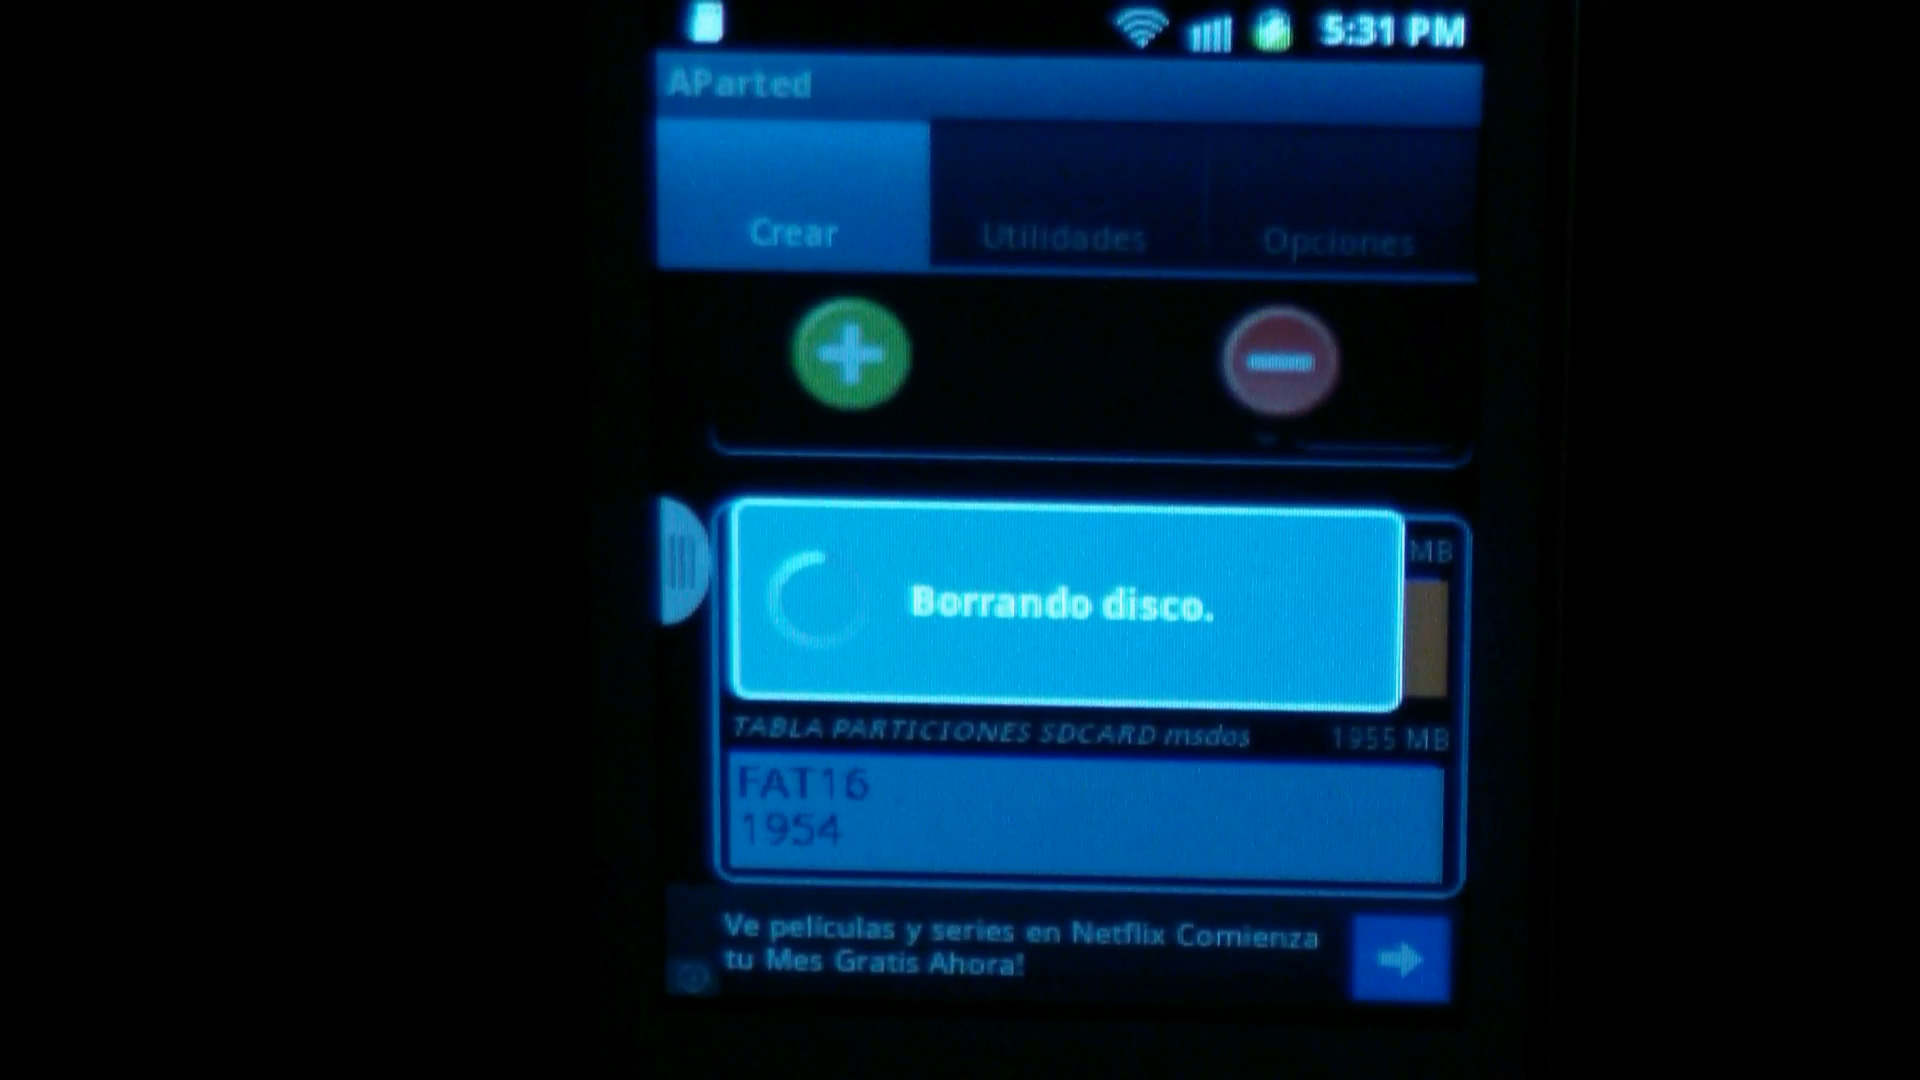 5:31 PM
AParted
Crear
Utilidades
Opciones
MB
Borrando disco.
TABLA PARTICIONES SDCARD msdos 1955 MB
FAT16
1954
Ve películas y series en Netflix Comienza
tu Mes Gratis Ahora!